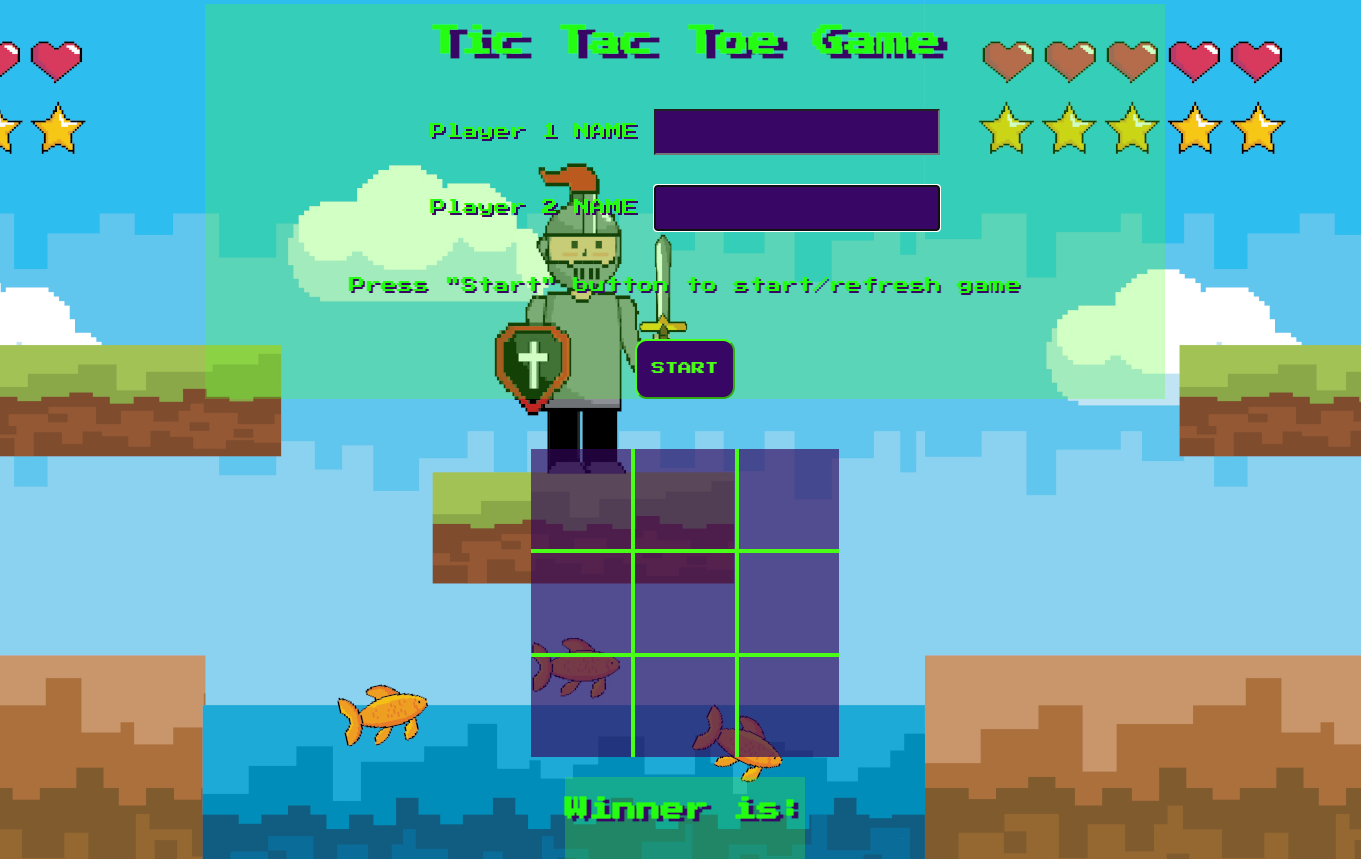 Tic Tac Toe Game
Player 1 NAME
Player 2 NAME
Press "Start" button to start/refresh game
START
Winner is: